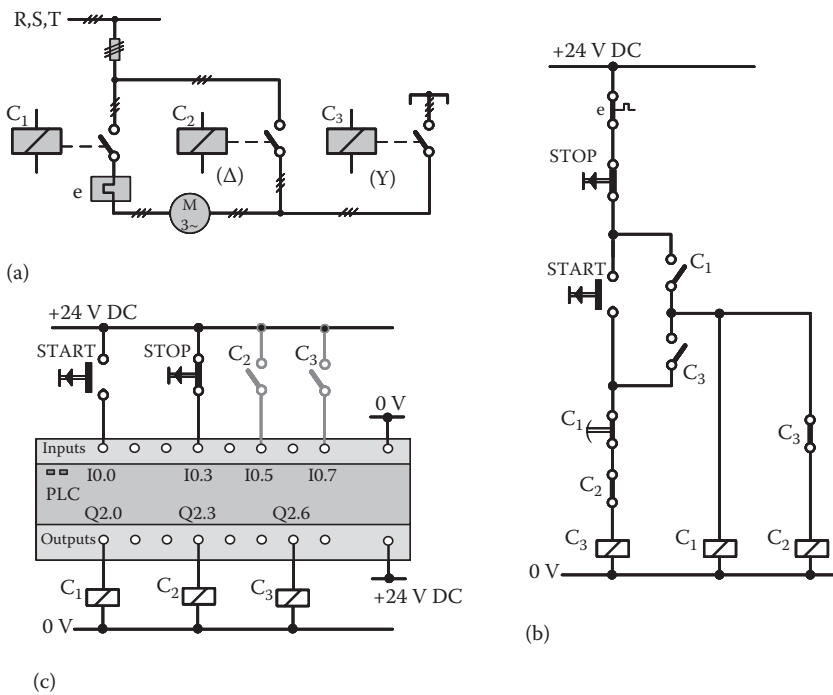 R,S,T
C1
C2
C3
(Δ)
(Y)
e
M
3~
(a)
+24 V DC
e
STOP
START
C1
C3
C1
C2
C3
C3
C1
C2
0 V
(b)
+24 V DC
START
STOP
C2
C3
0 V
Inputs
I0.0
I0.3
I0.5
I0.7
PLC
Q2.0
Q2.3
Q2.6
Outputs
C1
C2
C3
+24 V DC
0 V
(c)